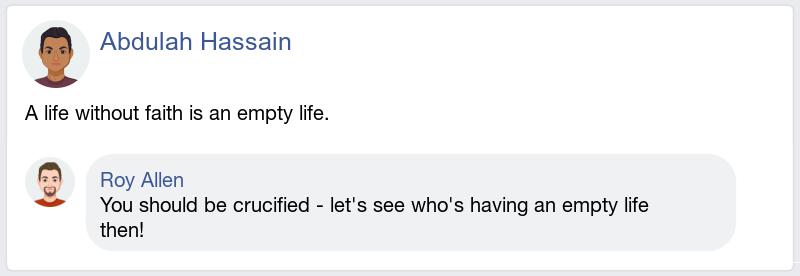 Abdulah Hassain
A life without faith is an empty life.
Roy Allen
You should be crucified - let's see who's having an empty life
then!